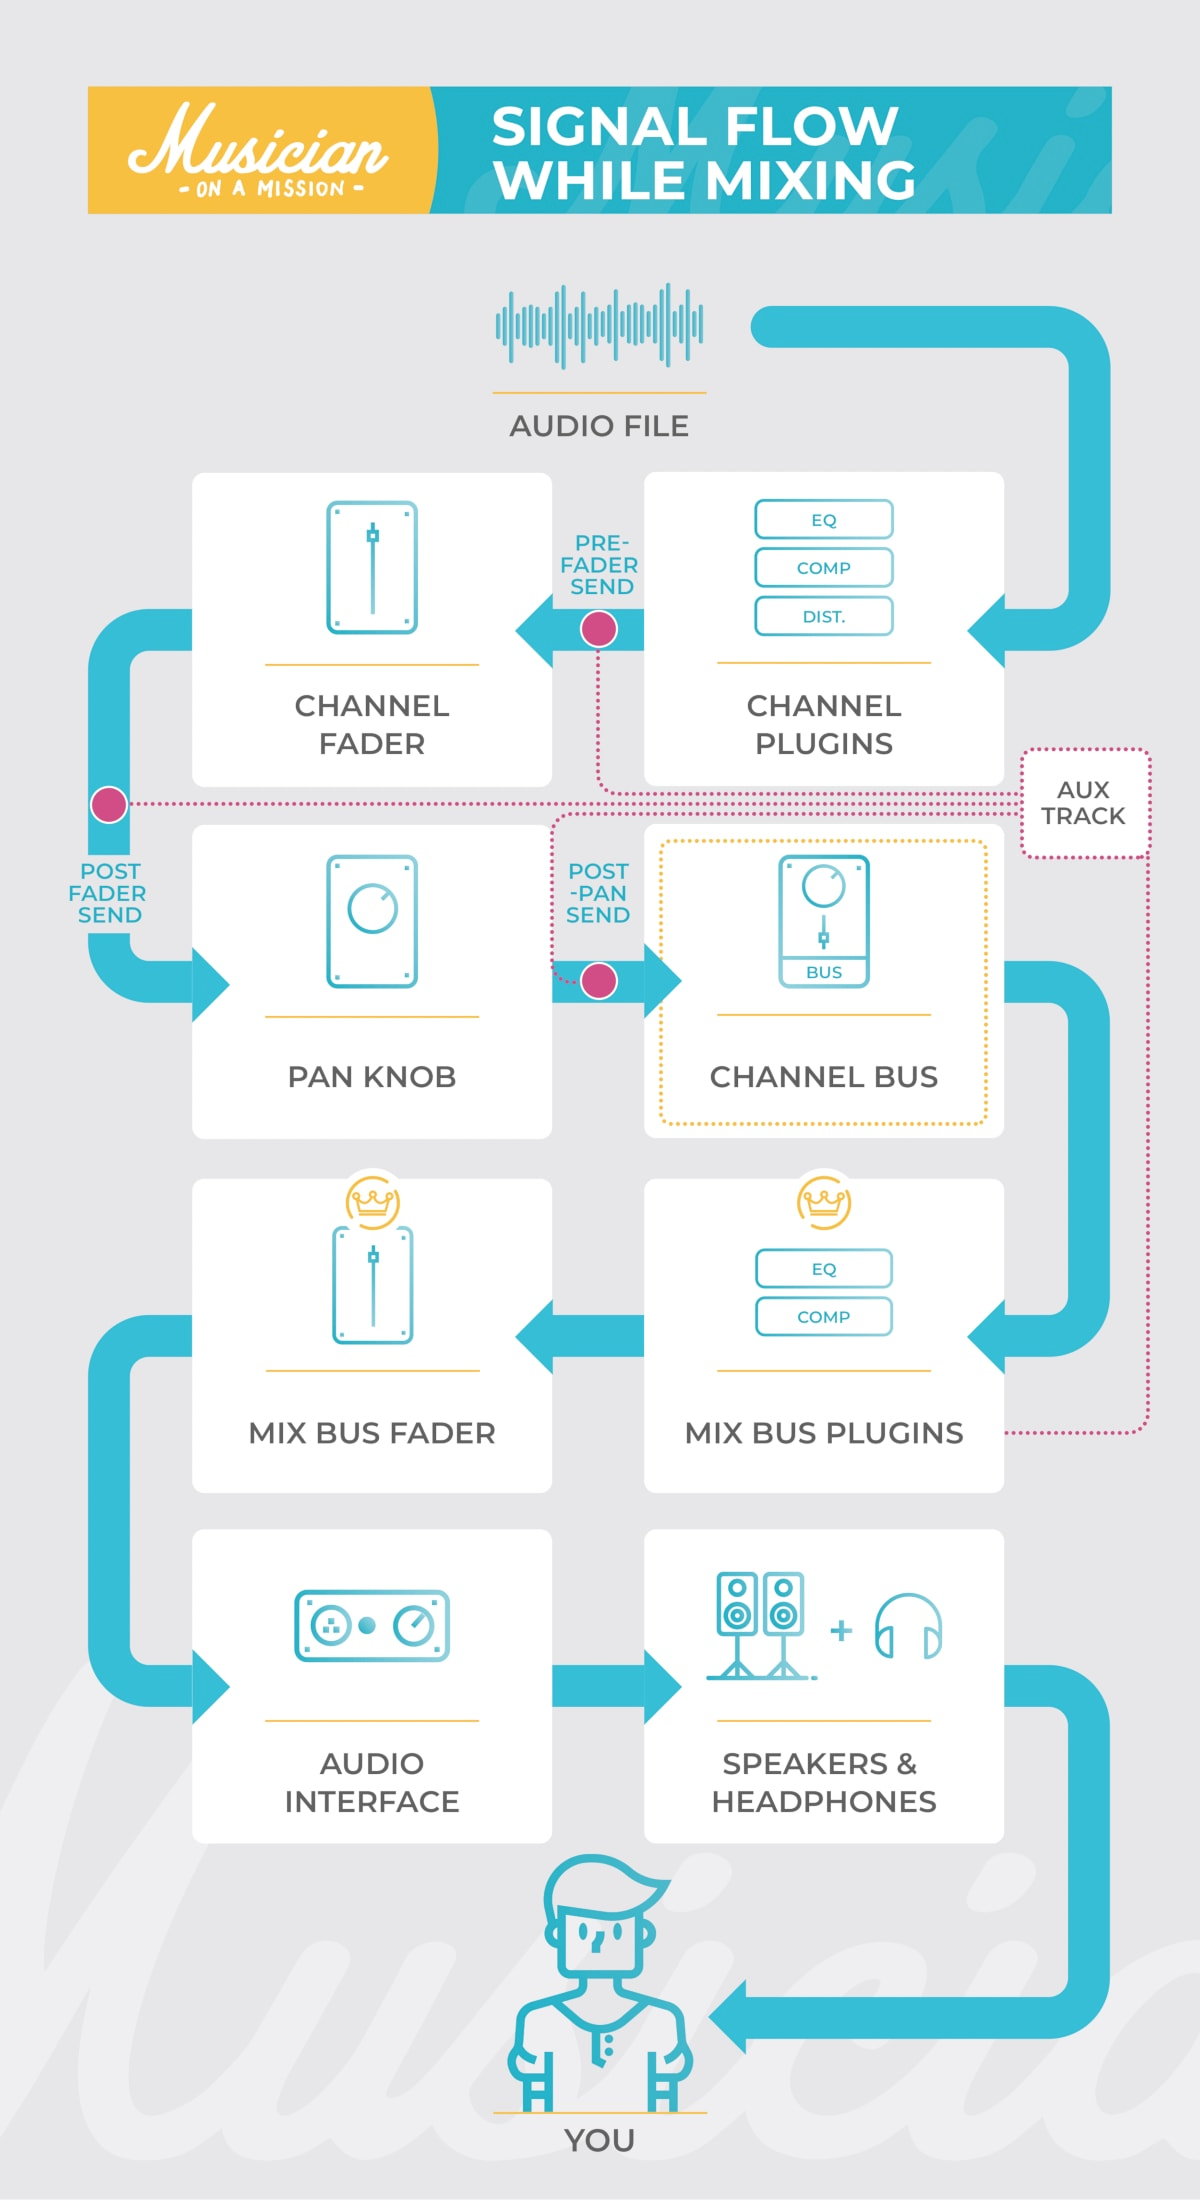 Musician
- ON A MISSION -
SIGNAL FLOW
WHILE MIXING
AUDIO FILE
EQ
COMP
DIST.
CHANNEL
PLUGINS
PRE-
FADER
SEND
CHANNEL
FADER
AUX
TRACK
POST
FADER
SEND
PAN KNOB
POST
-PAN
SEND
BUS
CHANNEL BUS
EQ
COMP
MIX BUS PLUGINS
MIX BUS FADER
AUDIO
INTERFACE
+
SPEAKERS &
HEADPHONES
YOU